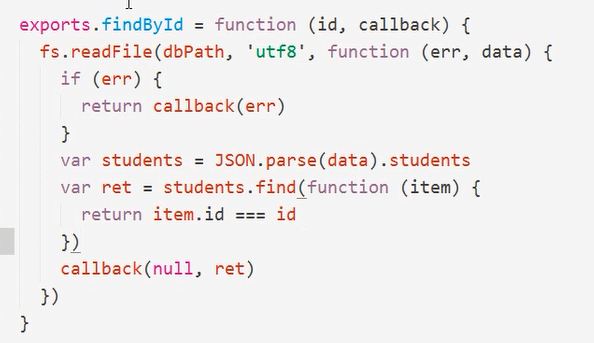 exports.findById = function (id, callback) {
  fs.readFile(dbPath, 'utf8', function (err, data) {
    if (err) {
      return callback(err)
    }
    var students = JSON.parse(data).students
    var ret = students.find(function (item) {
      return item.id === id
    })
    callback(null, ret)
  })
}